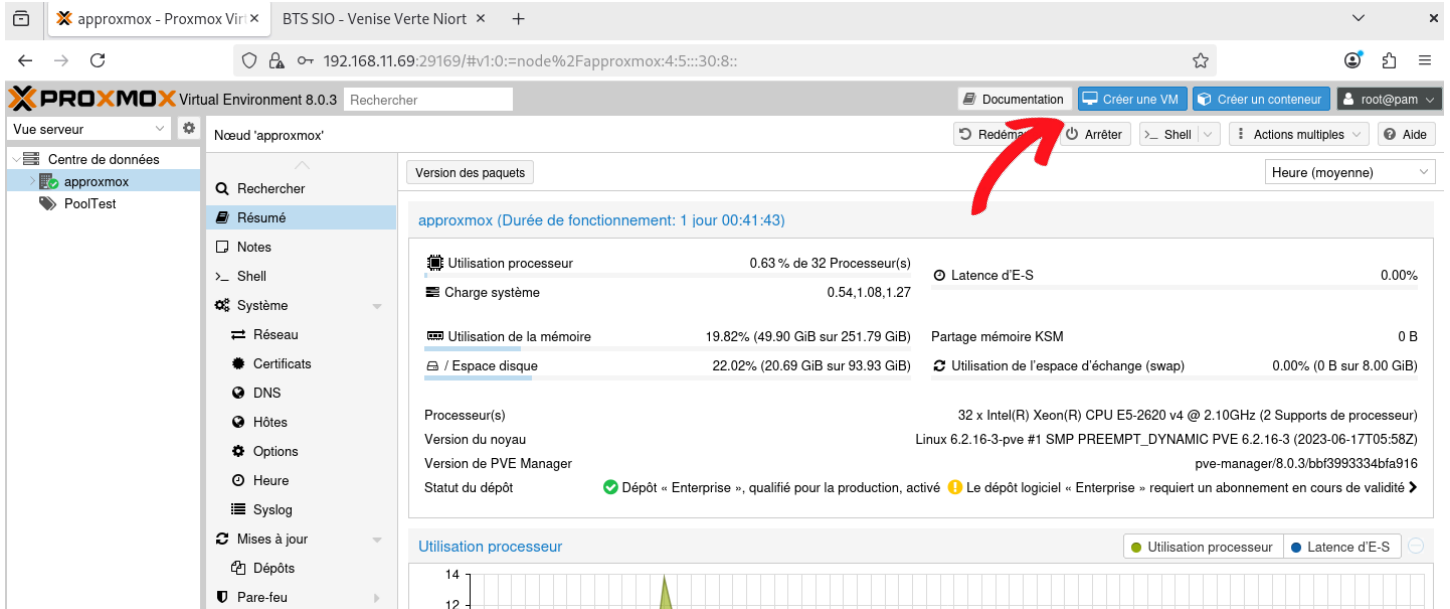 approxmox - Proxmox Virt
BTS SIO - Venise Verte Niort
192.168.11.69:29169/#v1:0:=node%2Fapproxmox:4:5:::30:8::
PROXMOX Virtual Environment 8.0.3 Rechercher Documentation Créer une VM Créer un conteneur root@pam
Vue serveur
Nœud 'approxmox' Redéma Arrêter >_ Shell Actions multiples Aide
Centre de données
approxmox
PoolTest
Rechercher
Résumé
Notes
>_ Shell
Système
Réseau
Certificats
DNS
Hôtes
Options
Heure
Syslog
Mises à jour
Dépôts
Pare-feu
Version des paquets Heure (moyenne)
approxmox (Durée de fonctionnement: 1 jour 00:41:43)
Utilisation processeur 0.63 % de 32 Processeur(s)
Latence d'E-S 0.00%
Charge système 0.54,1.08,1.27
Utilisation de la mémoire 19.82% (49.90 GiB sur 251.79 GiB) Partage mémoire KSM 0 B
/ Espace disque 22.02% (20.69 GiB sur 93.93 GiB) Utilisation de l'espace d'échange (swap) 0.00% (0 B sur 8.00 GiB)
Processeur(s) 32 x Intel(R) Xeon(R) CPU E5-2620 v4 @ 2.10GHz (2 Supports de processeur)
Version du noyau Linux 6.2.16-3-pve #1 SMP PREEMPT_DYNAMIC PVE 6.2.16-3 (2023-06-17T05:58Z)
Version de PVE Manager pve-manager/8.0.3/bbf3993334bfa916
Statut du dépôt Dépôt « Enterprise », qualifié pour la production, activé Le dépôt logiciel « Enterprise » requiert un abonnement en cours de validité
Utilisation processeur Utilisation processeur Latence d'E-S
14
12